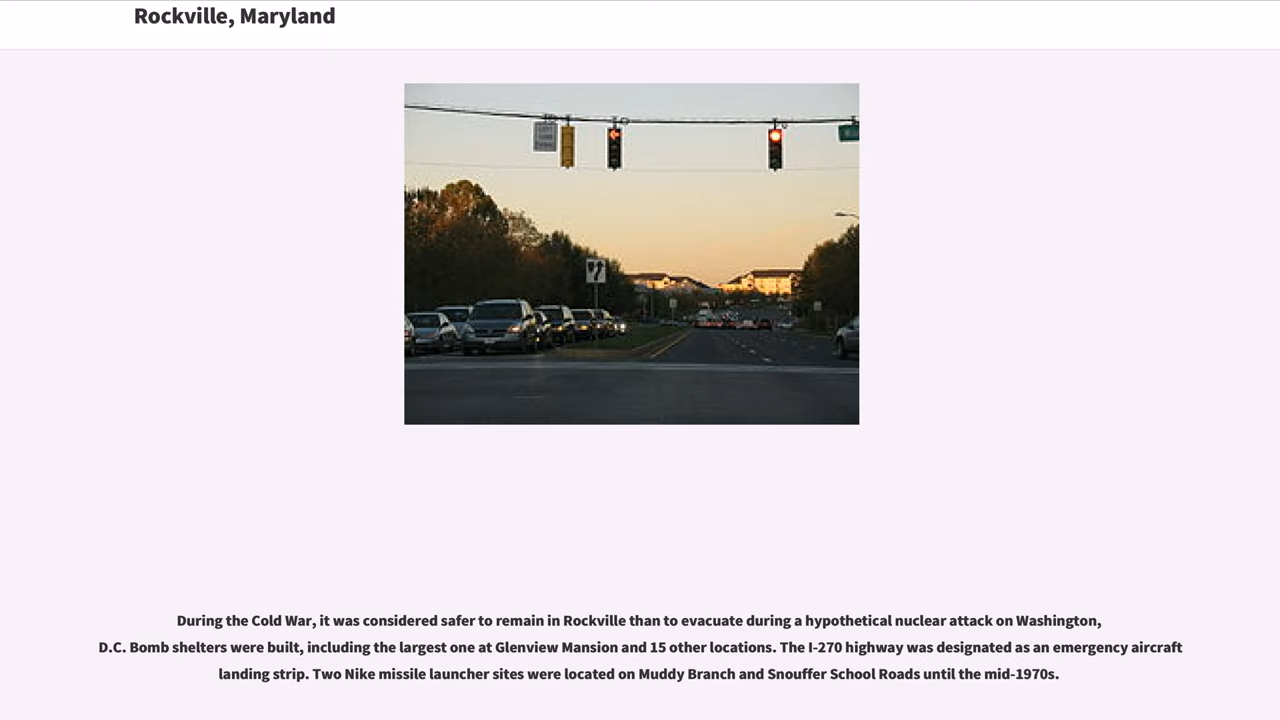 Rockville, Maryland
During the Cold War, it was considered safer to remain in Rockville than to evacuate during a hypothetical nuclear attack on Washington,
D.C. Bomb shelters were built, including the largest one at Glenview Mansion and 15 other locations. The I-270 highway was designated as an emergency aircraft
landing strip. Two Nike missile launcher sites were located on Muddy Branch and Snouffer School Roads until the mid-1970s.